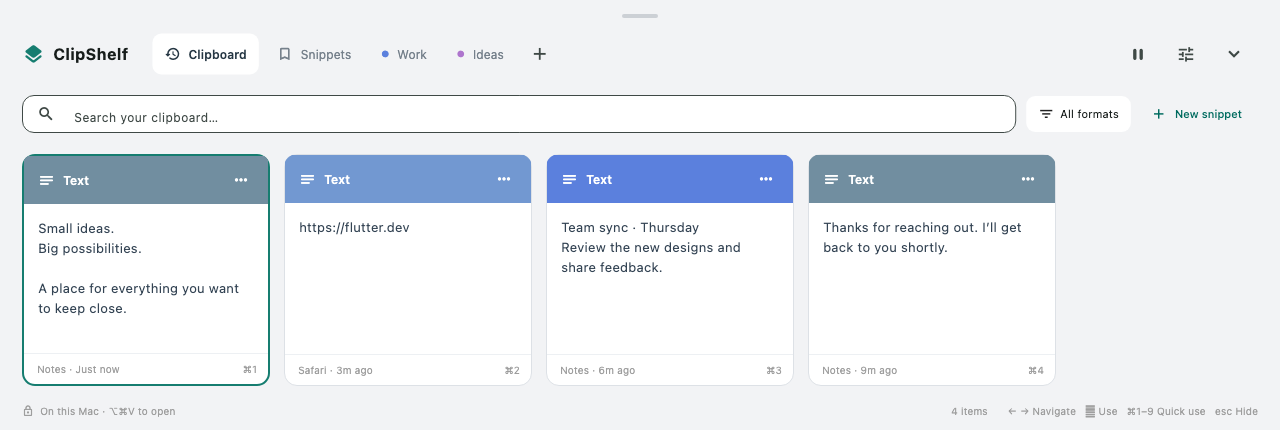 ClipShelf
Clipboard
Snippets
Work
Ideas
Search your clipboard...
All formats
New snippet
Text
Small ideas.
Big possibilities.
A place for everything you want
to keep close.
Notes · Just now
⌘1
Text
https://flutter.dev
Safari · 3m ago
⌘2
Text
Team sync · Thursday
Review the new designs and
share feedback.
Notes · 6m ago
⌘3
Text
Thanks for reaching out. I'll get
back to you shortly.
Notes · 9m ago
⌘4
On this Mac · ⌥⌘V to open
4 items
← → Navigate
Use
⌘1–9 Quick use
esc Hide